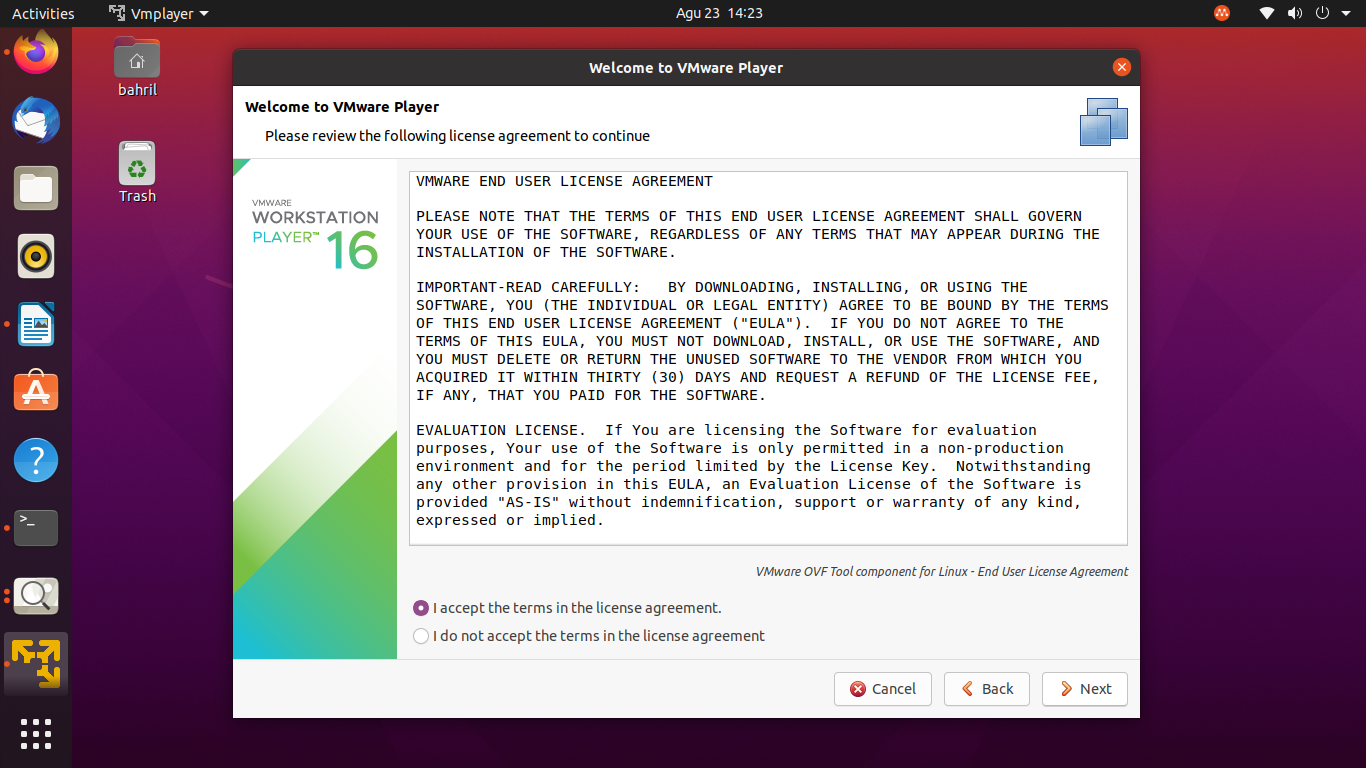 Activities
Vmplayer
Agu 23 14:23
bahril
Trash
Welcome to VMware Player
Welcome to VMware Player
Please review the following license agreement to continue
VMWARE
WORKSTATION
PLAYER™ 16
VMWARE END USER LICENSE AGREEMENT
PLEASE NOTE THAT THE TERMS OF THIS END USER LICENSE AGREEMENT SHALL GOVERN
YOUR USE OF THE SOFTWARE, REGARDLESS OF ANY TERMS THAT MAY APPEAR DURING THE
INSTALLATION OF THE SOFTWARE.
IMPORTANT-READ CAREFULLY:   BY DOWNLOADING, INSTALLING, OR USING THE
SOFTWARE, YOU (THE INDIVIDUAL OR LEGAL ENTITY) AGREE TO BE BOUND BY THE TERMS
OF THIS END USER LICENSE AGREEMENT ("EULA").  IF YOU DO NOT AGREE TO THE
TERMS OF THIS EULA, YOU MUST NOT DOWNLOAD, INSTALL, OR USE THE SOFTWARE, AND
YOU MUST DELETE OR RETURN THE UNUSED SOFTWARE TO THE VENDOR FROM WHICH YOU
ACQUIRED IT WITHIN THIRTY (30) DAYS AND REQUEST A REFUND OF THE LICENSE FEE,
IF ANY, THAT YOU PAID FOR THE SOFTWARE.
EVALUATION LICENSE.  If You are licensing the Software for evaluation
purposes, Your use of the Software is only permitted in a non-production
environment and for the period limited by the License Key.  Notwithstanding
any other provision in this EULA, an Evaluation License of the Software is
provided "AS-IS" without indemnification, support or warranty of any kind,
expressed or implied.
VMware OVF Tool component for Linux - End User License Agreement
I accept the terms in the license agreement.
I do not accept the terms in the license agreement
Cancel
Back
Next